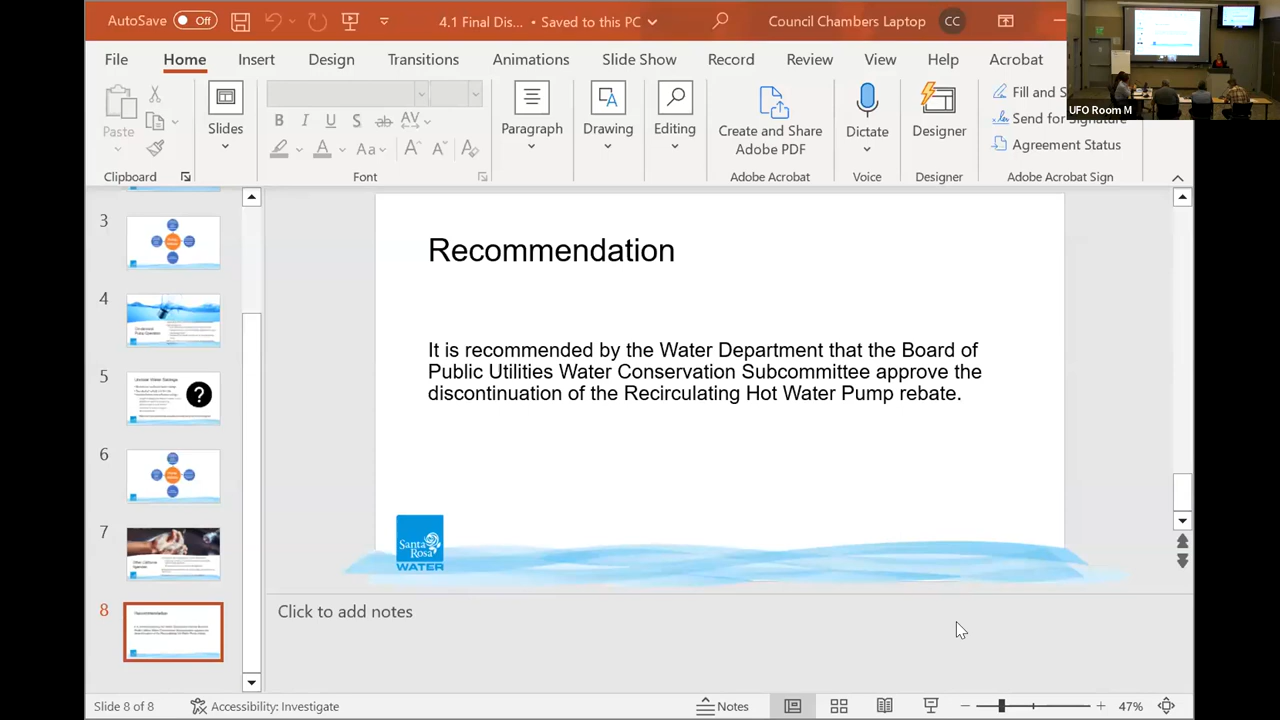 AutoSave Off 4.1 Final Dis... • Saved to this PC Council Chambers Laptop CC
File Home Insert Design Transitions Animations Slide Show Record Review View Help Acrobat
UFO Room M
Paste Slides Paragraph Drawing Editing Create and Share Adobe PDF Dictate Designer
Fill and S
Send for Signature
Agreement Status
B I U S ab AV
A Aa A A A
Clipboard Font Adobe Acrobat Voice Designer Adobe Acrobat Sign
3
4
5
6
7
8
Recommendation
It is recommended by the Water Department that the Board of
Public Utilities Water Conservation Subcommittee approve the
discontinuation of the Recirculating Hot Water Pump rebate.
Santa
Rosa
WATER
Click to add notes
Slide 8 of 8 Accessibility: Investigate Notes 47%